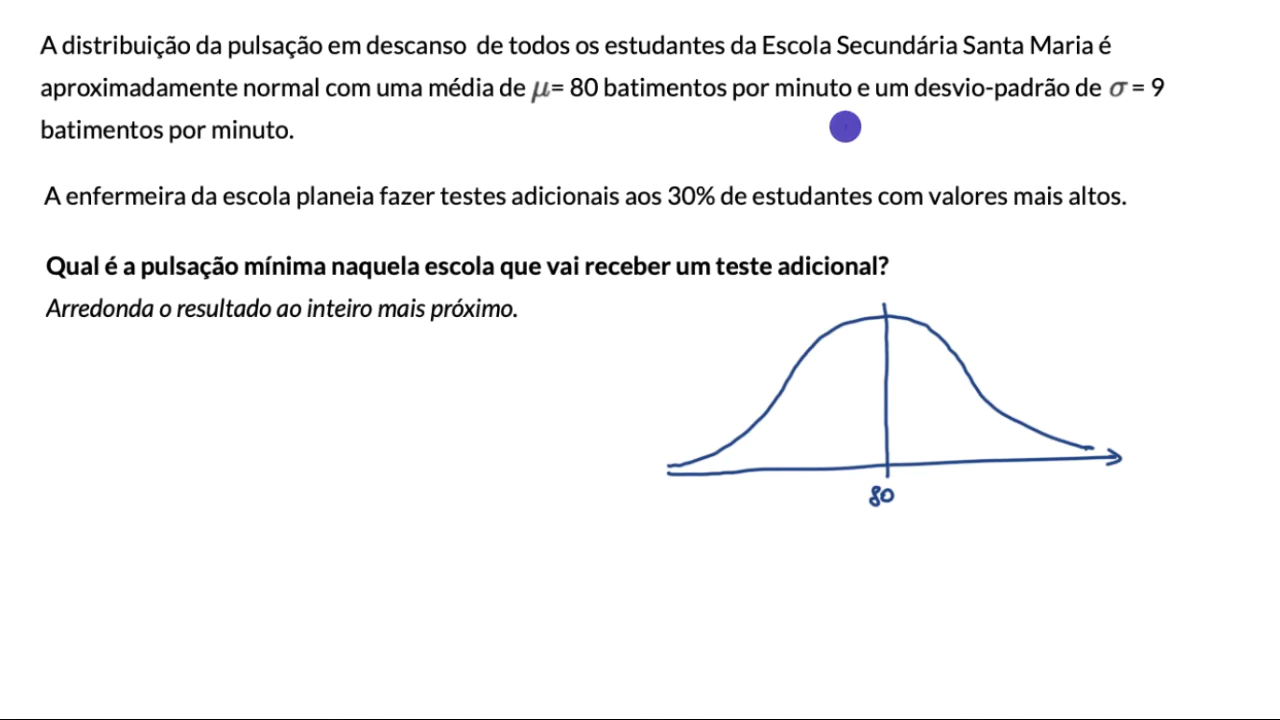 A distribuição da pulsação em descanso de todos os estudantes da Escola Secundária Santa Maria é
aproximadamente normal com uma média de μ= 80 batimentos por minuto e um desvio-padrão de σ = 9
batimentos por minuto.
A enfermeira da escola planeia fazer testes adicionais aos 30% de estudantes com valores mais altos.
Qual é a pulsação mínima naquela escola que vai receber um teste adicional?
Arredonda o resultado ao inteiro mais próximo.
80